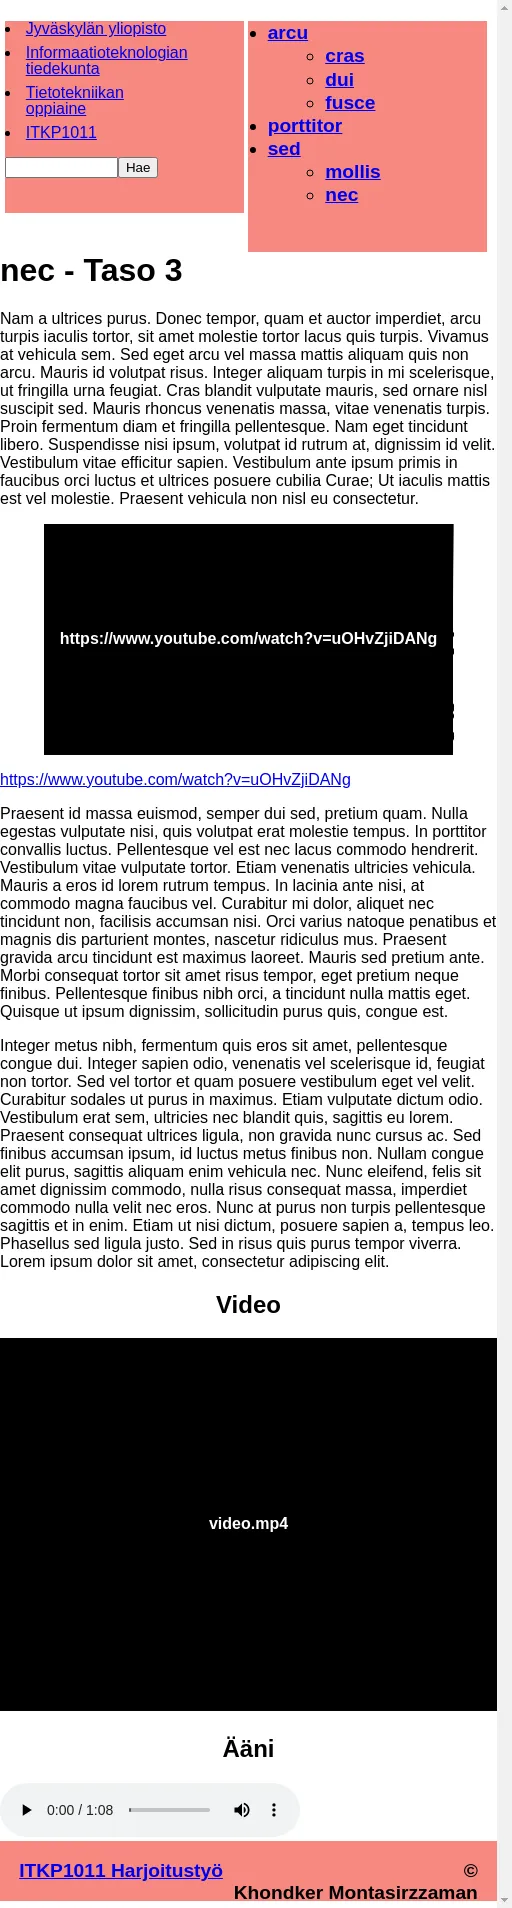 Jyväskylän yliopisto
Informaatioteknologian
tiedekunta
Tietotekniikan
oppiaine
ITKP1011
Hae
arcu
cras
dui
fusce
porttitor
sed
mollis
nec
nec - Taso 3
Nam a ultrices purus. Donec tempor, quam et auctor imperdiet, arcu
turpis iaculis tortor, sit amet molestie tortor lacus quis turpis. Vivamus
at vehicula sem. Sed eget arcu vel massa mattis aliquam quis non
arcu. Mauris id volutpat risus. Integer aliquam turpis in mi scelerisque,
ut fringilla urna feugiat. Cras blandit vulputate mauris, sed ornare nisl
suscipit sed. Mauris rhoncus venenatis massa, vitae venenatis turpis.
Proin fermentum diam et fringilla pellentesque. Nam eget tincidunt
libero. Suspendisse nisi ipsum, volutpat id rutrum at, dignissim id velit.
Vestibulum vitae efficitur sapien. Vestibulum ante ipsum primis in
faucibus orci luctus et ultrices posuere cubilia Curae; Ut iaculis mattis
est vel molestie. Praesent vehicula non nisl eu consectetur.
https://www.youtube.com/watch?v=uOHvZjiDANg
https://www.youtube.com/watch?v=uOHvZjiDANg
Praesent id massa euismod, semper dui sed, pretium quam. Nulla
egestas vulputate nisi, quis volutpat erat molestie tempus. In porttitor
convallis luctus. Pellentesque vel est nec lacus commodo hendrerit.
Vestibulum vitae vulputate tortor. Etiam venenatis ultricies vehicula.
Mauris a eros id lorem rutrum tempus. In lacinia ante nisi, at
commodo magna faucibus vel. Curabitur mi dolor, aliquet nec
tincidunt non, facilisis accumsan nisi. Orci varius natoque penatibus et
magnis dis parturient montes, nascetur ridiculus mus. Praesent
gravida arcu tincidunt est maximus laoreet. Mauris sed pretium ante.
Morbi consequat tortor sit amet risus tempor, eget pretium neque
finibus. Pellentesque finibus nibh orci, a tincidunt nulla mattis eget.
Quisque ut ipsum dignissim, sollicitudin purus quis, congue est.
Integer metus nibh, fermentum quis eros sit amet, pellentesque
congue dui. Integer sapien odio, venenatis vel scelerisque id, feugiat
non tortor. Sed vel tortor et quam posuere vestibulum eget vel velit.
Curabitur sodales ut purus in maximus. Etiam vulputate dictum odio.
Vestibulum erat sem, ultricies nec blandit quis, sagittis eu lorem.
Praesent consequat ultrices ligula, non gravida nunc cursus ac. Sed
finibus accumsan ipsum, id luctus metus finibus non. Nullam congue
elit purus, sagittis aliquam enim vehicula nec. Nunc eleifend, felis sit
amet dignissim commodo, nulla risus consequat massa, imperdiet
commodo nulla velit nec eros. Nunc at purus non turpis pellentesque
sagittis et in enim. Etiam ut nisi dictum, posuere sapien a, tempus leo.
Phasellus sed ligula justo. Sed in risus quis purus tempor viverra.
Lorem ipsum dolor sit amet, consectetur adipiscing elit.
Video
video.mp4
Ääni
0:00 / 1:08
ITKP1011 Harjoitustyö
©
Khondker Montasirzzaman